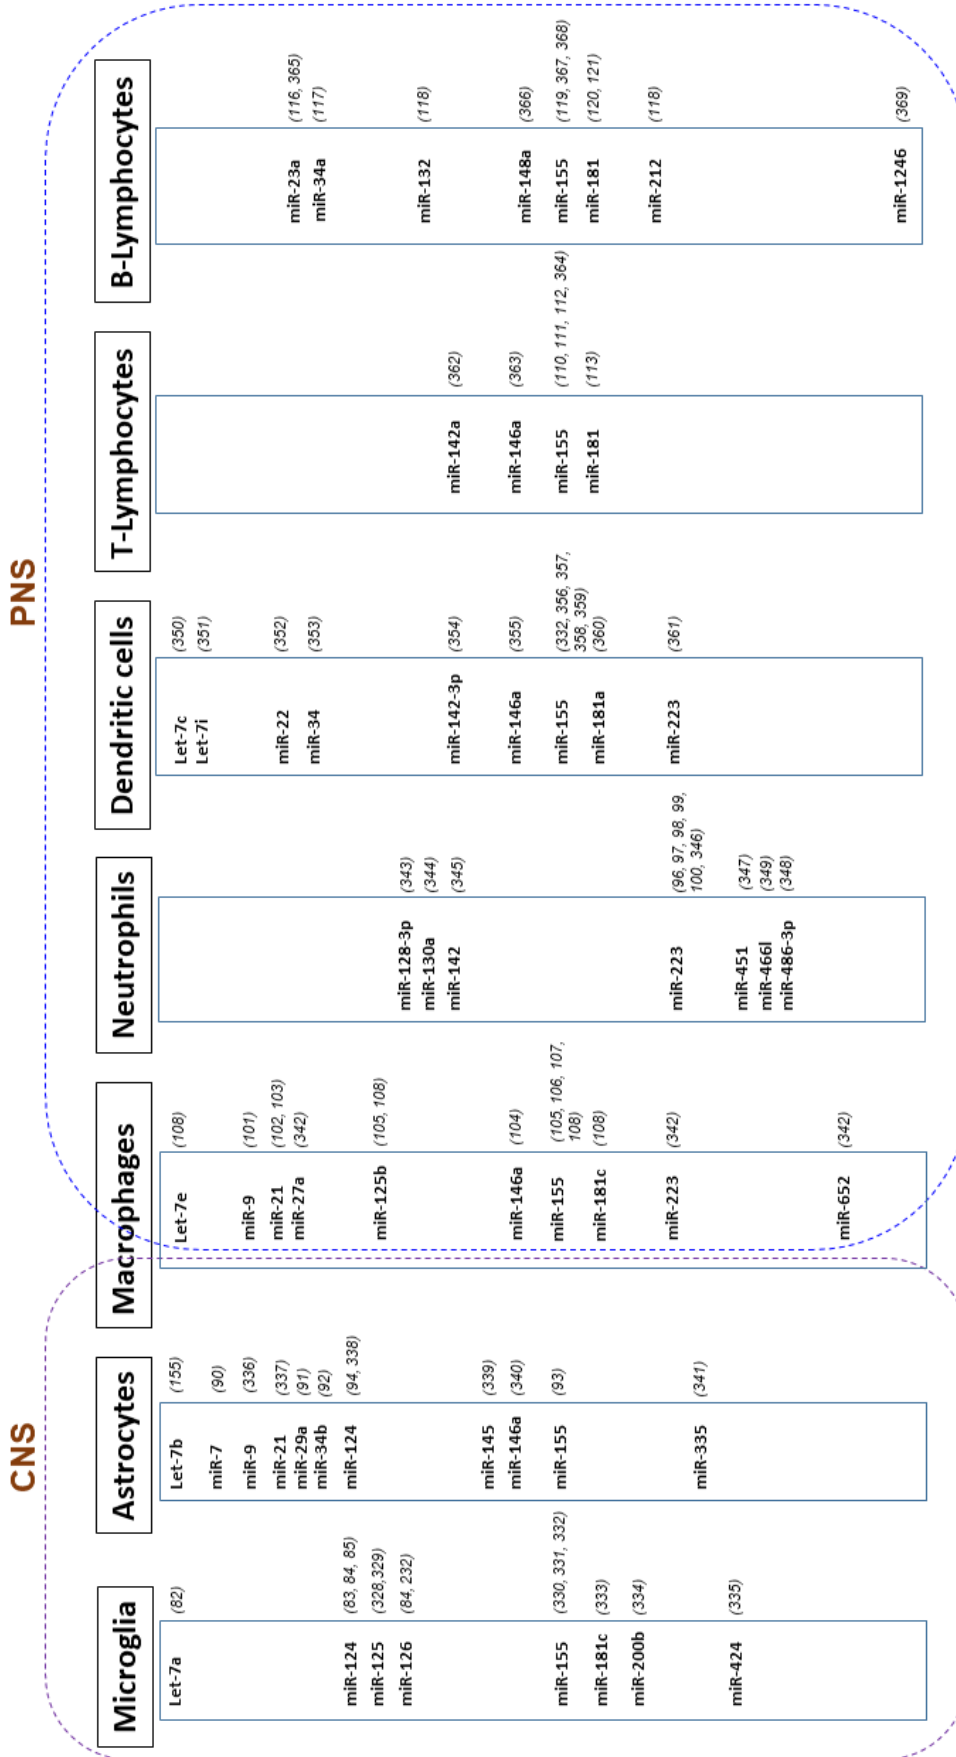 CNS
PNS
Microglia
Let-7a (82)
miR-124 (83, 84, 85)
miR-125 (328,329)
miR-126 (84, 232)
miR-155 (330, 331, 332)
miR-181c (333)
miR-200b (334)
miR-424 (335)
Astrocytes
Let-7b (155)
miR-7 (90)
miR-9 (336)
miR-21 (337)
miR-29a (91)
miR-34b (92)
miR-124 (94, 338)
miR-145 (339)
miR-146a (340)
miR-155 (93)
miR-335 (341)
Macrophages
Let-7e (108)
miR-9 (101)
miR-21 (102, 103)
miR-27a (342)
miR-125b (105, 108)
miR-146a (104)
miR-155 (105, 106, 107,
108)
miR-181c (108)
miR-223 (342)
miR-652 (342)
Neutrophils
miR-128-3p (343)
miR-130a (344)
miR-142 (345)
miR-223 (96, 97, 98, 99,
100, 346)
miR-451 (347)
miR-466l (349)
miR-486-3p (348)
Dendritic cells
Let-7c (350)
Let-7i (351)
miR-22 (352)
miR-34 (353)
miR-142-3p (354)
miR-146a (355)
miR-155 (332, 356, 357,
358, 359)
miR-181a (360)
miR-223 (361)
T-Lymphocytes
miR-142a (362)
miR-146a (363)
miR-155 (110, 111, 112, 364)
miR-181 (113)
B-Lymphocytes
miR-23a (116, 365)
miR-34a (117)
miR-132 (118)
miR-148a (366)
miR-155 (119, 367, 368)
miR-181 (120, 121)
miR-212 (118)
miR-1246 (369)